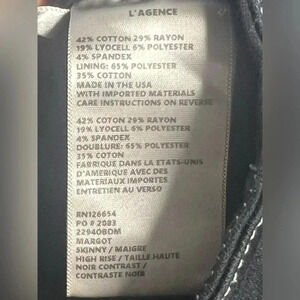 L'AGENCE
42% COTTON 29% RAYON
19% LYOCELL 6% POLYESTER
4% SPANDEX
LINING: 65% POLYESTER
35% COTTON
MADE IN THE USA
WITH IMPORTED MATERIALS
CARE INSTRUCTIONS ON REVERSE
42% COTTON 29% RAYON
19% LYOCELL 6% POLYESTER
4% SPANDEX
DOUBLURE: 65% POLYESTER
35% COTON
FABRIQUE DANS LA ETATS-UNIS
D'AMERIQUE AVEC DES
MATERIAUX IMPORTES
ENTRETIEN AU VERSO
RN126654
PO # 2083
22940BDM
MARGOT
SKINNY / MAIGRE
HIGH RISE / TAILLE HAUTE
NOIR CONTRAST /
CONTRASTE NOIR